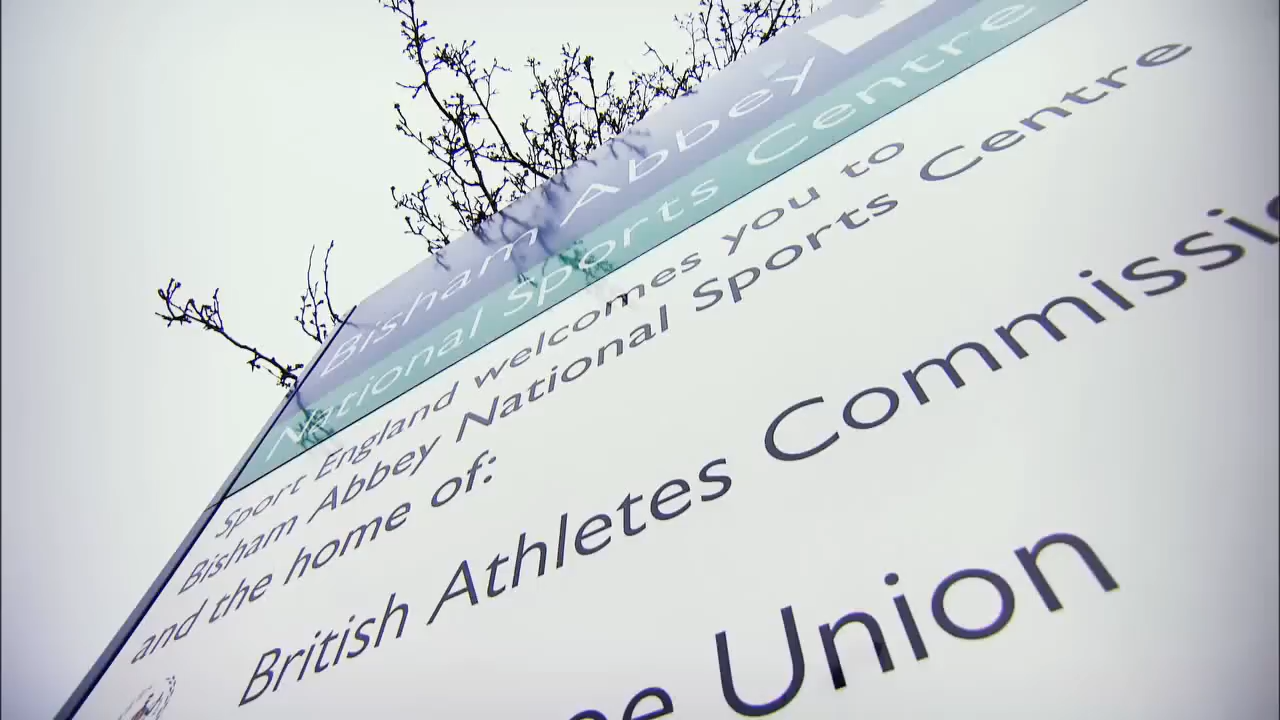 Bisham Abbey
National Sports Centre
Sport England welcomes you to
Bisham Abbey National Sports Centre
and the home of:
British Athletes Commissio
Union